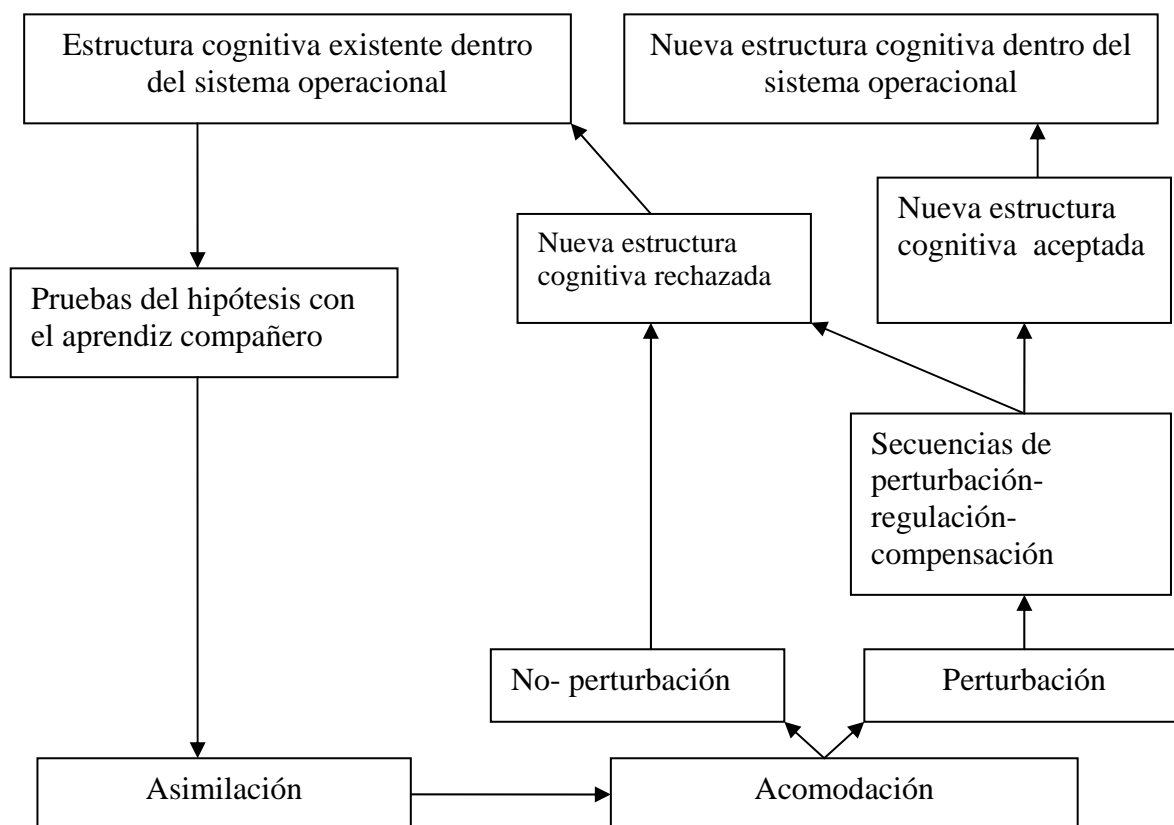 Estructura cognitiva existente dentro
del sistema operacional
Nueva estructura cognitiva dentro del
sistema operacional
Nueva estructura
cognitiva aceptada
Nueva estructura
cognitiva rechazada
Pruebas del hipótesis con
el aprendiz compañero
Secuencias de
perturbación-
regulación-
compensación
No- perturbación
Perturbación
Asimilación
Acomodación